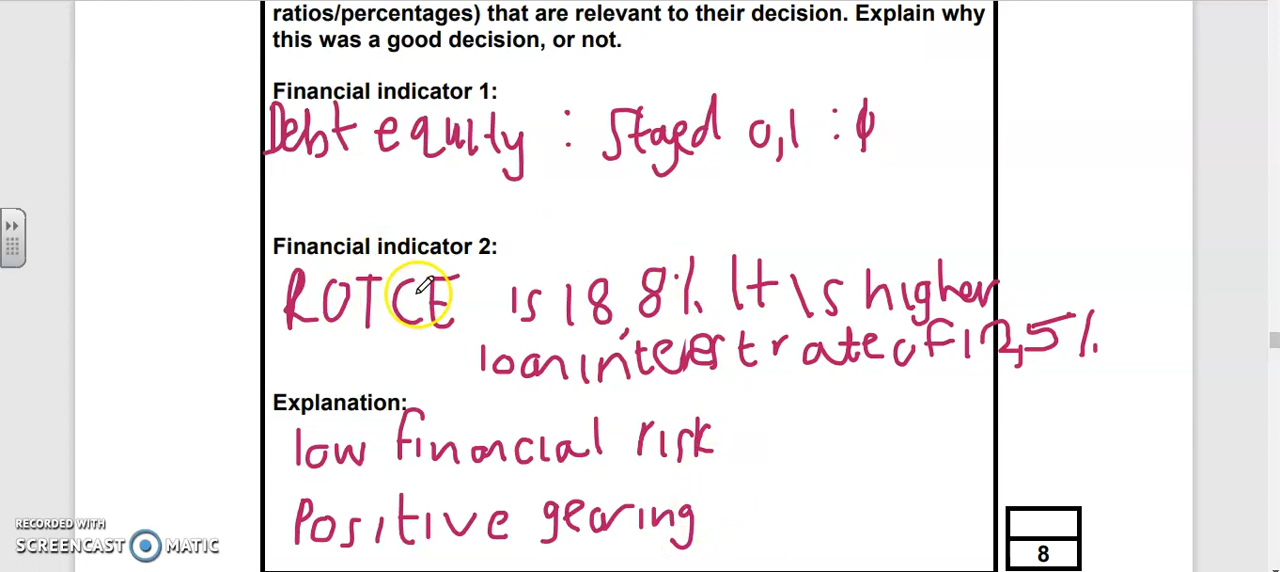 ratios/percentages) that are relevant to their decision. Explain why
this was a good decision, or not.
Financial indicator 1:
Debt equity : Stayed 0,1 :
Financial indicator 2:
ROTCE is 18,8% It is higher
loan interest rate of 12,5%
Explanation:
low financial risk
Positive gearing
8
RECORDED WITH
SCREENCAST MATIC